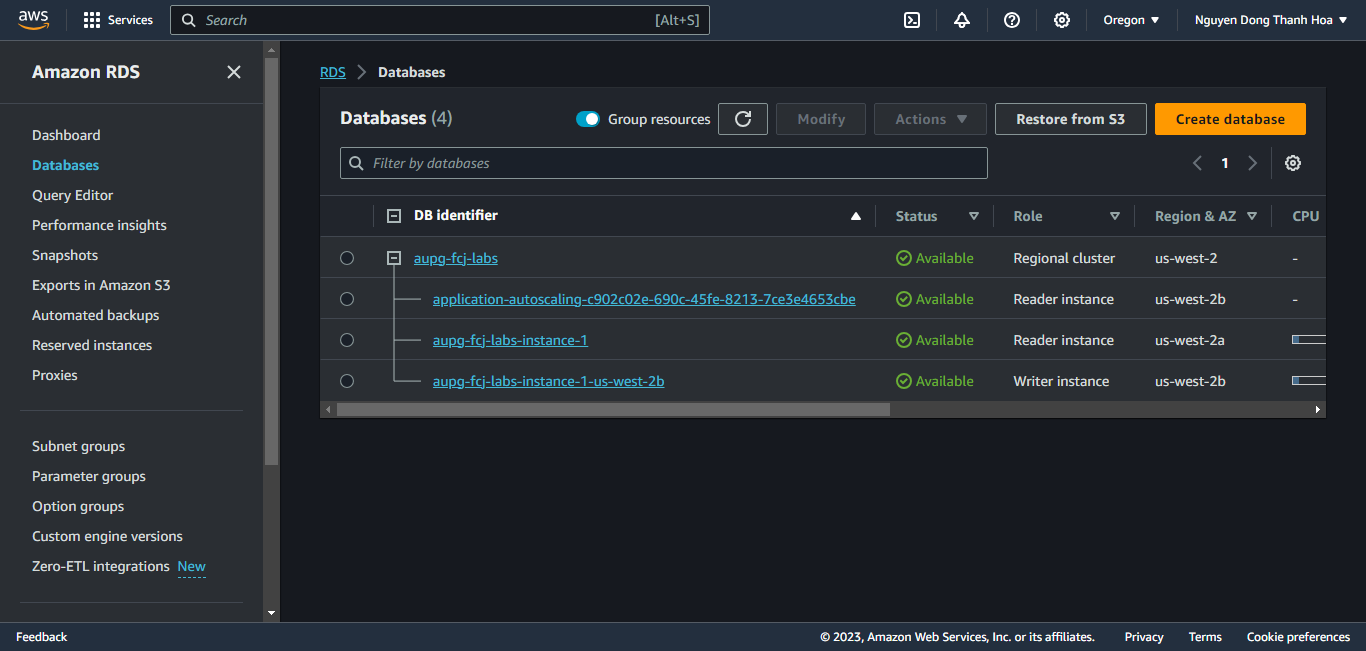 aws Services Search [Alt+S] Oregon Nguyen Dong Thanh Hoa
Amazon RDS
Dashboard
Databases
Query Editor
Performance insights
Snapshots
Exports in Amazon S3
Automated backups
Reserved instances
Proxies
Subnet groups
Parameter groups
Option groups
Custom engine versions
Zero-ETL integrations New
RDS Databases
Databases (4) Group resources Modify Actions Restore from S3 Create database
Filter by databases 1
DB identifier Status Role Region & AZ CPU
aupg-fcj-labs Available Regional cluster us-west-2 -
application-autoscaling-c902c02e-690c-45fe-8213-7ce3e4653cbe Available Reader instance us-west-2b -
aupg-fcj-labs-instance-1 Available Reader instance us-west-2a
aupg-fcj-labs-instance-1-us-west-2b Available Writer instance us-west-2b
Feedback © 2023, Amazon Web Services, Inc. or its affiliates. Privacy Terms Cookie preferences